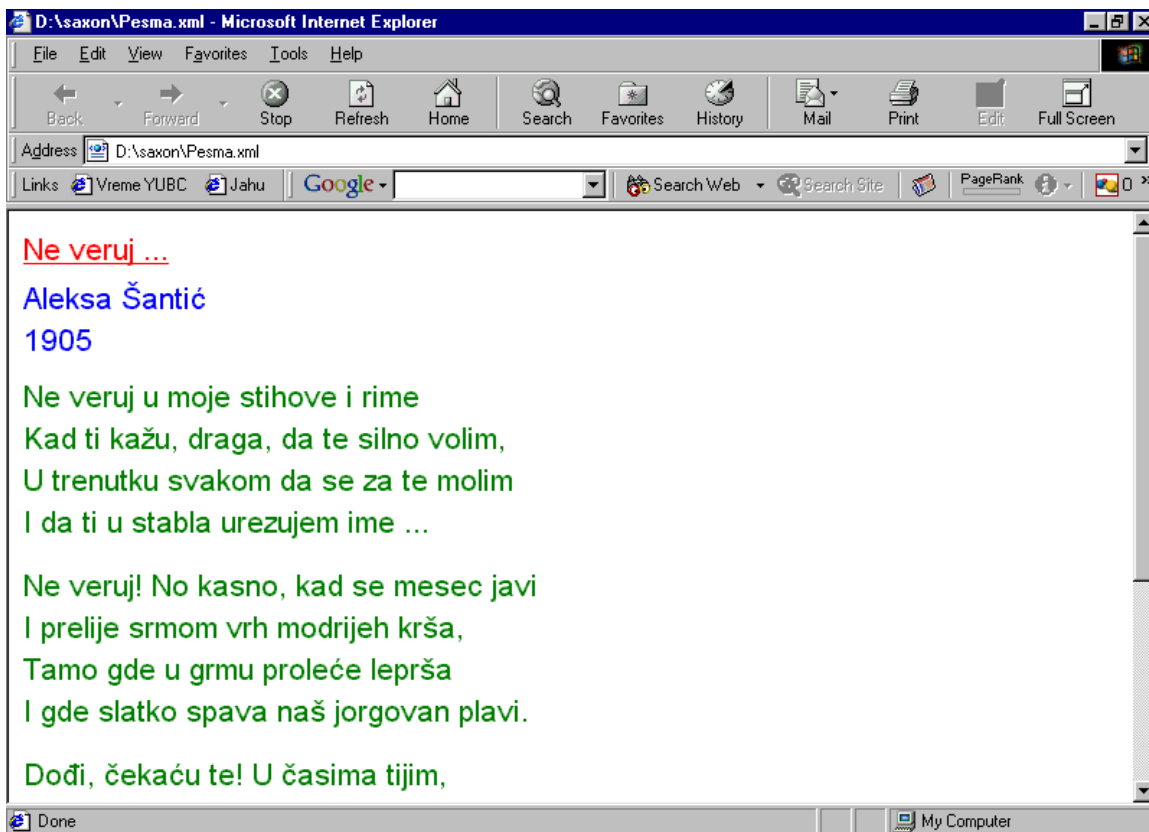 D:\saxon\Pesma.xml - Microsoft Internet Explorer
File Edit View Favorites Tools Help
Back Forward Stop Refresh Home Search Favorites History Mail Print Edit Full Screen
Address D:\saxon\Pesma.xml
Links Vreme YUBC Jahu Google Search Web Search Site PageRank 0 »
Ne veruj ...
Aleksa Šantić
1905
Ne veruj u moje stihove i rime
Kad ti kažu, draga, da te silno volim,
U trenutku svakom da se za te molim
I da ti u stabla urezujem ime ...
Ne veruj! No kasno, kad se mesec javi
I prelije srmom vrh modrijeh krša,
Tamo gde u grmu proleće leprša
I gde slatko spava naš jorgovan plavi.
Dođi, čekaću te! U časima tijim,
Done My Computer